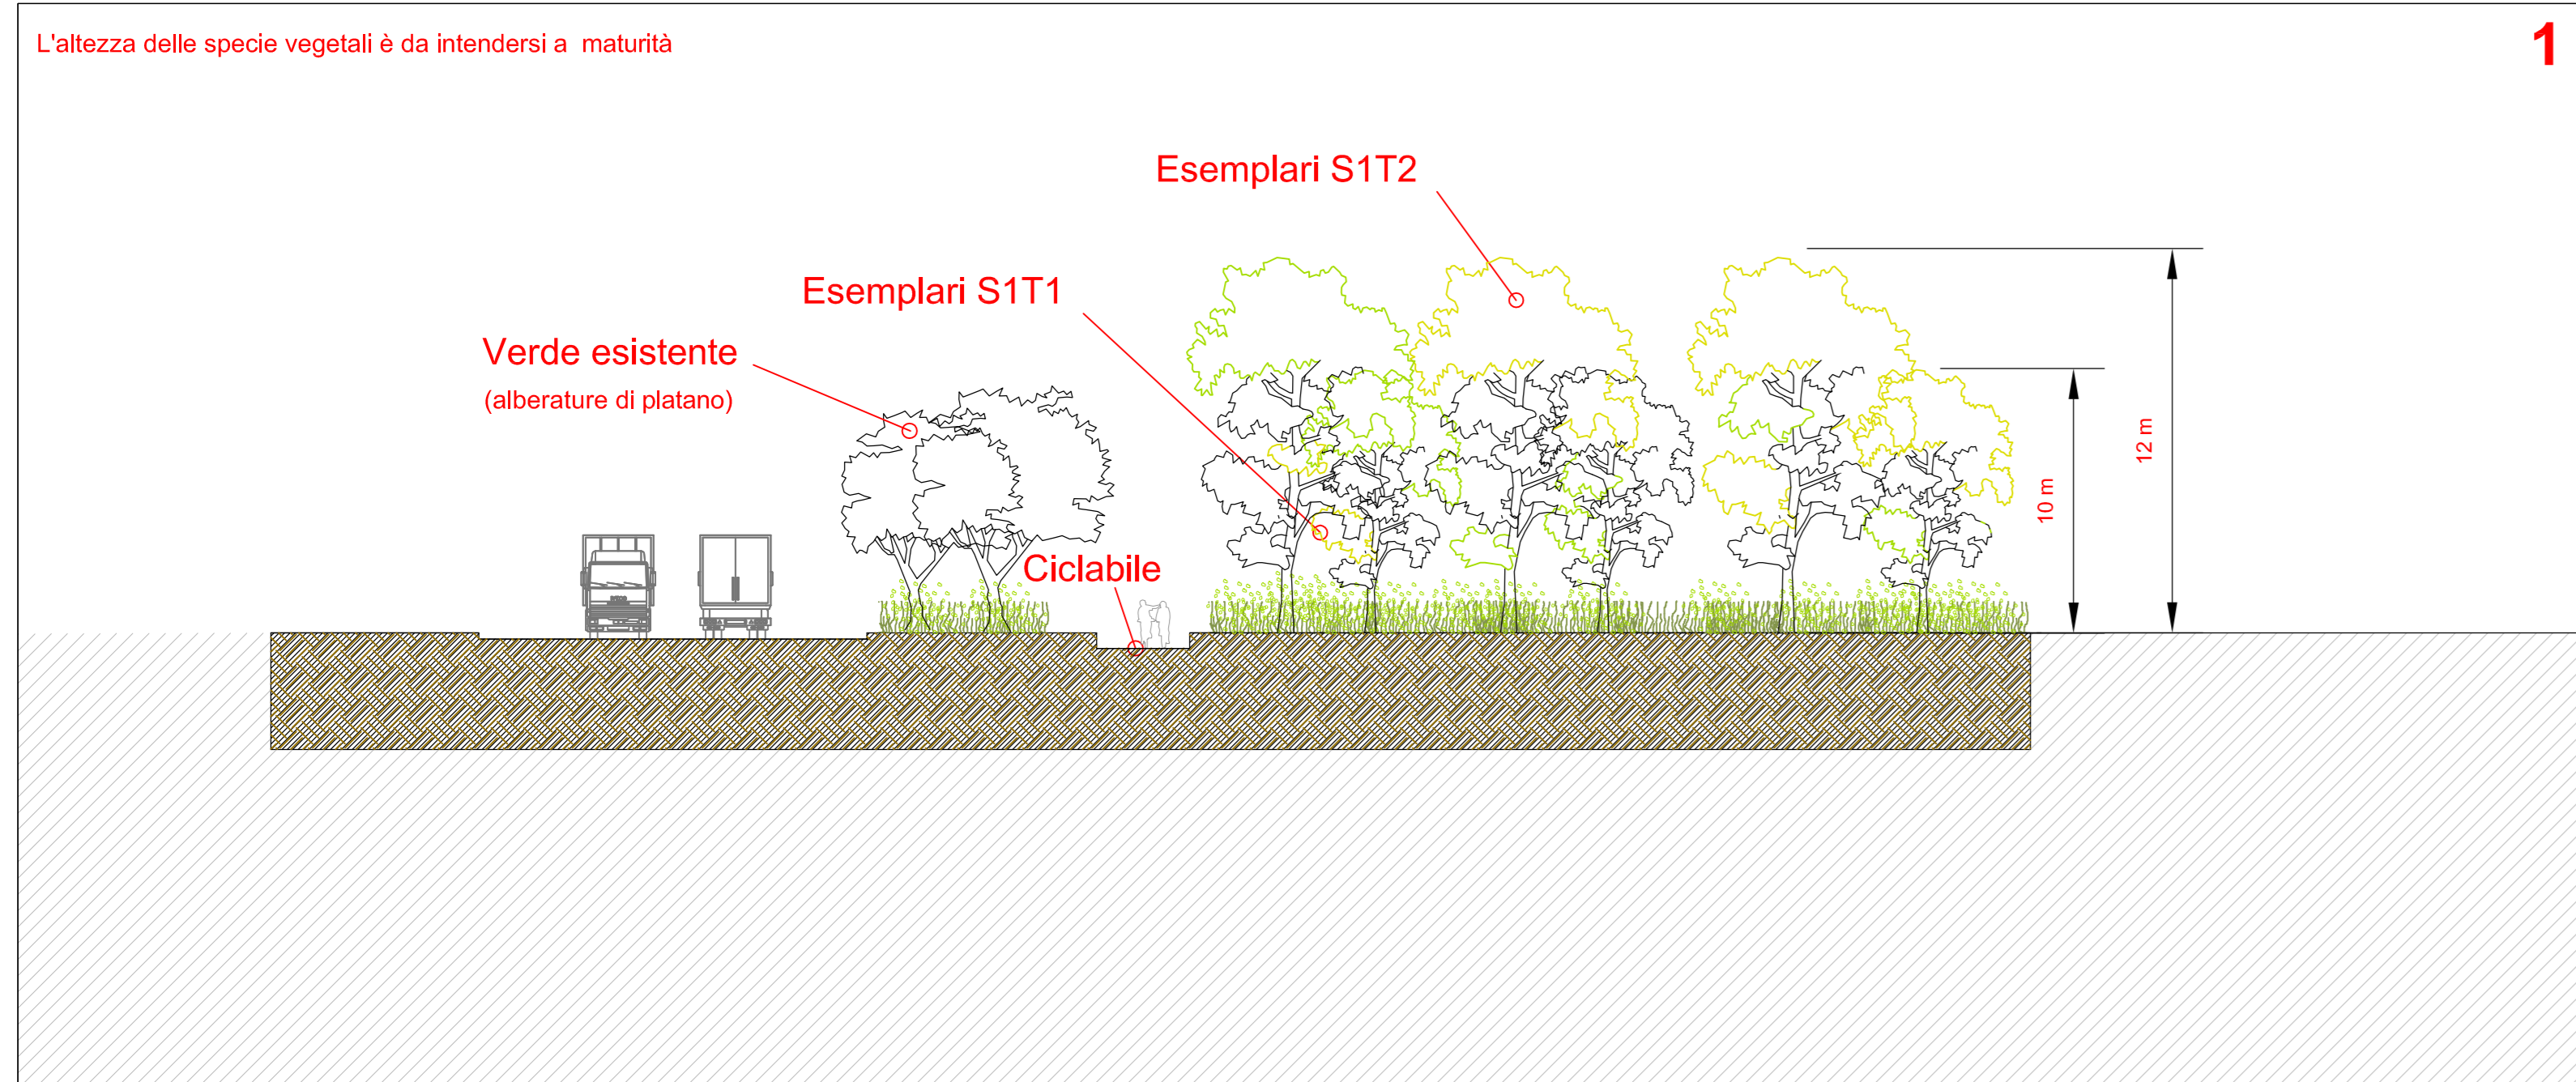 L'altezza delle specie vegetali è da intendersi a  maturità
1
Esemplari S1T2
Esemplari S1T1
Verde esistente
(alberature di platano)
Ciclabile
10 m
12 m